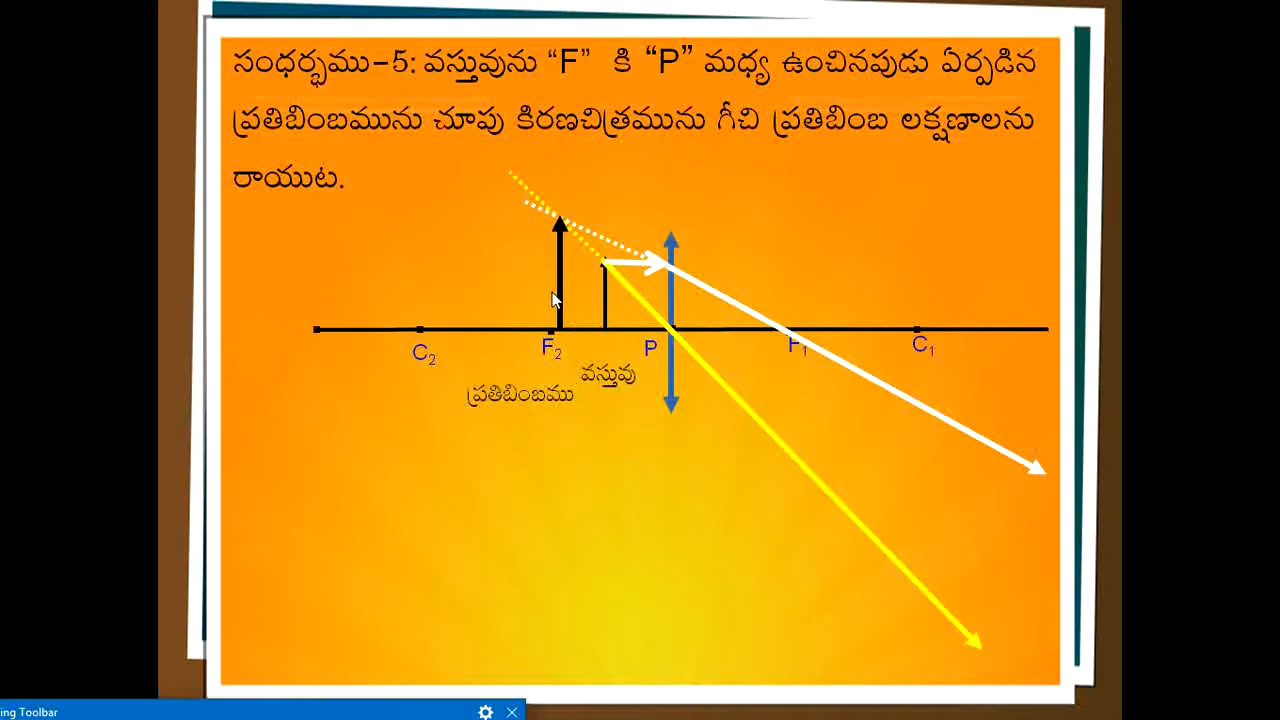 సంధర్భము-5: వస్తువును “F” కి “P” మధ్య ఉంచినపుడు ఏర్పడిన
ప్రతిబింబమును చూపు కిరణచిత్రమును గీచి ప్రతిబింబ లక్షణాలను
రాయుట.
C2 F2 P F1 C1
వస్తువు
ప్రతిబింబము
ing Toolbar